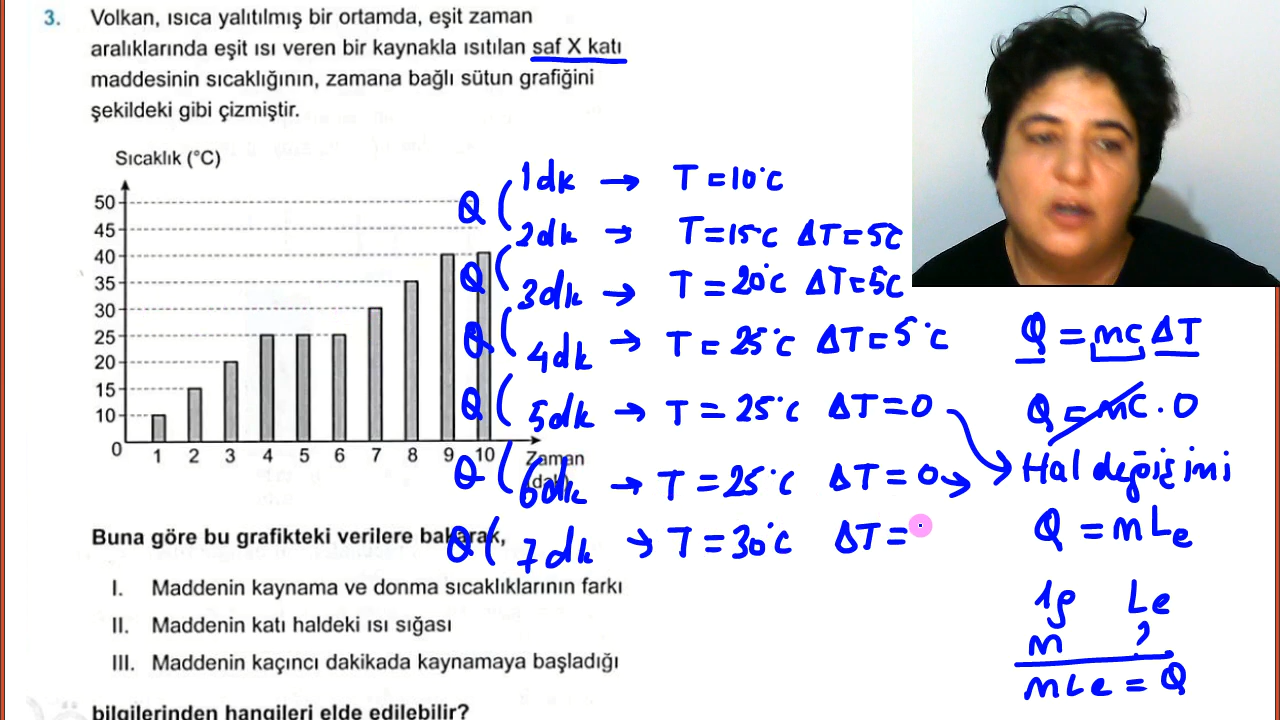 3. Volkan, ısıca yalıtılmış bir ortamda, eşit zaman
aralıklarında eşit ısı veren bir kaynakla ısıtılan saf X katı
maddesinin sıcaklığının, zamana bağlı sütun grafiğini
şekildeki gibi çizmiştir.
Sıcaklık (°C)
50
45
40
35
30
25
20
15
10
0
1 2 3 4 5 6 7 8 9 10
Zaman
Q ( 1dk → T = 10°C
2dk → T = 15°C ΔT = 5°C
Q ( 3dk → T = 20°C ΔT = 5°C
Q ( 4dk → T = 25°C ΔT = 5°C
Q ( 5dk → T = 25°C ΔT = 0
Q ( 6dk → T = 25°C ΔT = 0 →
Q ( 7dk → T = 30°C ΔT =
Q = mcΔT
Q = mc . 0
Hal değişimi
Q = mLe
1g Le
m ?
mLe = Q
Buna göre bu grafikteki verilere bakarak,
I. Maddenin kaynama ve donma sıcaklıklarının farkı
II. Maddenin katı haldeki ısı sığası
III. Maddenin kaçıncı dakikada kaynamaya başladığı
bilgilerinden hangileri elde edilebilir?